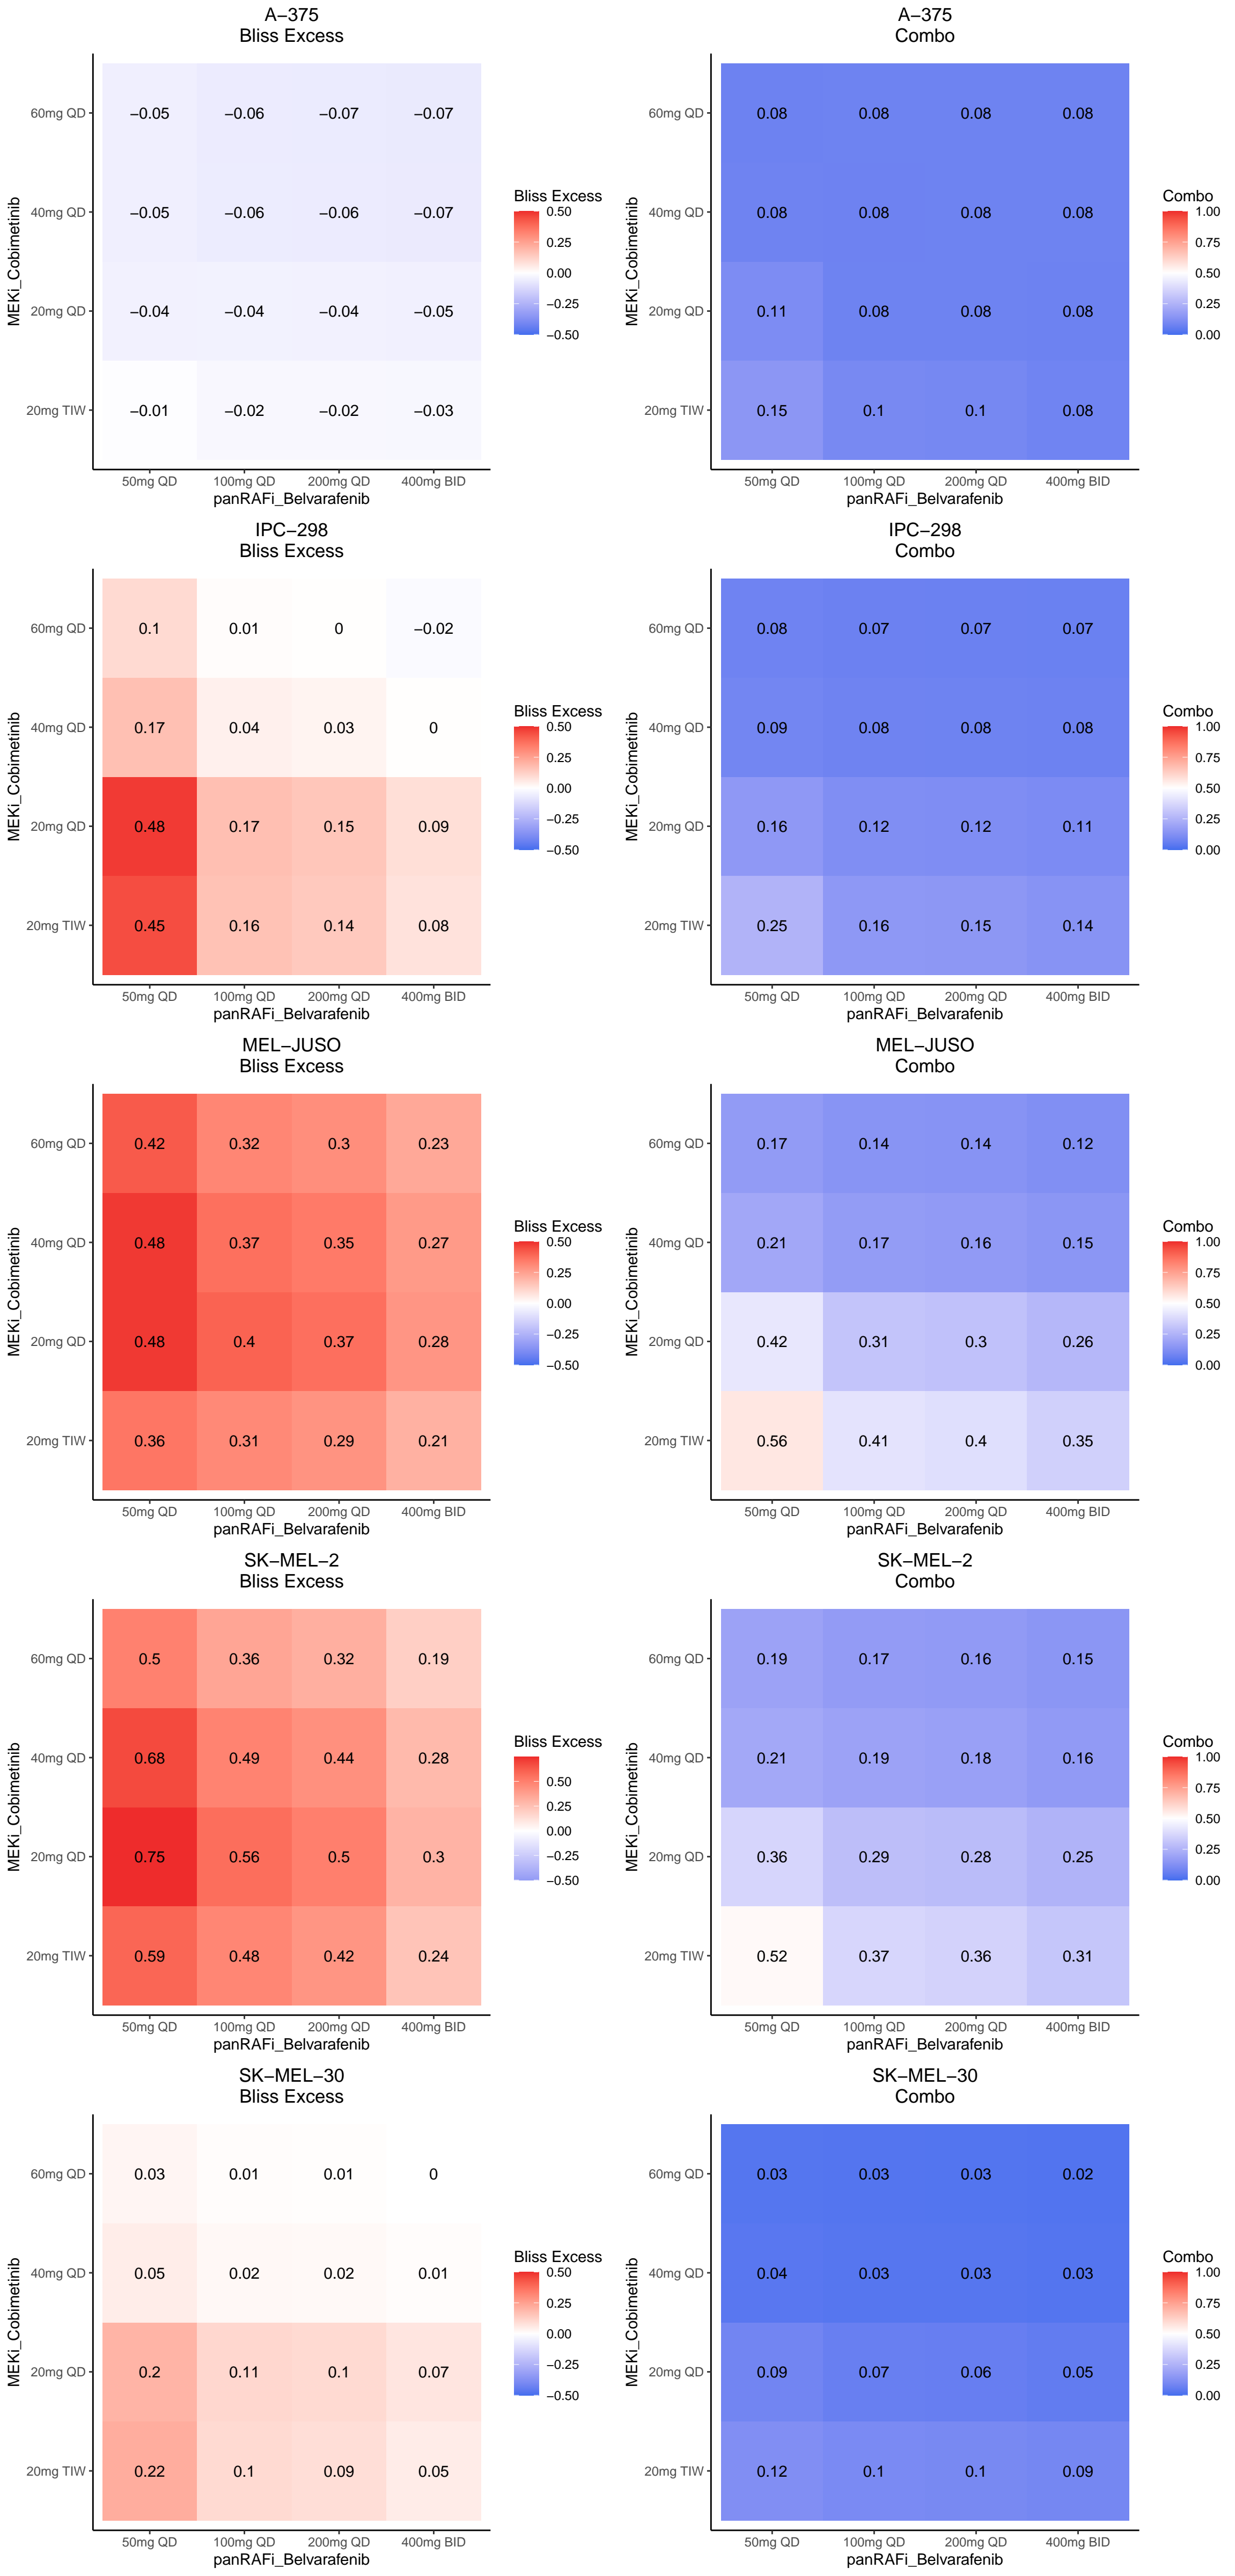 A−375
Bliss Excess
MEKi_Cobimetinib
60mg QD
−0.05 −0.06 −0.07 −0.07
40mg QD
−0.05 −0.06 −0.06 −0.07
20mg QD
−0.04 −0.04 −0.04 −0.05
20mg TIW
−0.01 −0.02 −0.02 −0.03
50mg QD 100mg QD 200mg QD 400mg BID
panRAFi_Belvarafenib
Bliss Excess
0.50
0.25
0.00
−0.25
−0.50
A−375
Combo
MEKi_Cobimetinib
60mg QD
0.08 0.08 0.08 0.08
40mg QD
0.08 0.08 0.08 0.08
20mg QD
0.11 0.08 0.08 0.08
20mg TIW
0.15 0.1 0.1 0.08
50mg QD 100mg QD 200mg QD 400mg BID
panRAFi_Belvarafenib
Combo
1.00
0.75
0.50
0.25
0.00
IPC−298
Bliss Excess
MEKi_Cobimetinib
60mg QD
0.1 0.01 0 −0.02
40mg QD
0.17 0.04 0.03 0
20mg QD
0.48 0.17 0.15 0.09
20mg TIW
0.45 0.16 0.14 0.08
50mg QD 100mg QD 200mg QD 400mg BID
panRAFi_Belvarafenib
Bliss Excess
0.50
0.25
0.00
−0.25
−0.50
IPC−298
Combo
MEKi_Cobimetinib
60mg QD
0.08 0.07 0.07 0.07
40mg QD
0.09 0.08 0.08 0.08
20mg QD
0.16 0.12 0.12 0.11
20mg TIW
0.25 0.16 0.15 0.14
50mg QD 100mg QD 200mg QD 400mg BID
panRAFi_Belvarafenib
Combo
1.00
0.75
0.50
0.25
0.00
MEL−JUSO
Bliss Excess
MEKi_Cobimetinib
60mg QD
0.42 0.32 0.3 0.23
40mg QD
0.48 0.37 0.35 0.27
20mg QD
0.48 0.4 0.37 0.28
20mg TIW
0.36 0.31 0.29 0.21
50mg QD 100mg QD 200mg QD 400mg BID
panRAFi_Belvarafenib
Bliss Excess
0.50
0.25
0.00
−0.25
−0.50
MEL−JUSO
Combo
MEKi_Cobimetinib
60mg QD
0.17 0.14 0.14 0.12
40mg QD
0.21 0.17 0.16 0.15
20mg QD
0.42 0.31 0.3 0.26
20mg TIW
0.56 0.41 0.4 0.35
50mg QD 100mg QD 200mg QD 400mg BID
panRAFi_Belvarafenib
Combo
1.00
0.75
0.50
0.25
0.00
SK−MEL−2
Bliss Excess
MEKi_Cobimetinib
60mg QD
0.5 0.36 0.32 0.19
40mg QD
0.68 0.49 0.44 0.28
20mg QD
0.75 0.56 0.5 0.3
20mg TIW
0.59 0.48 0.42 0.24
50mg QD 100mg QD 200mg QD 400mg BID
panRAFi_Belvarafenib
Bliss Excess
0.50
0.25
0.00
−0.25
−0.50
SK−MEL−2
Combo
MEKi_Cobimetinib
60mg QD
0.19 0.17 0.16 0.15
40mg QD
0.21 0.19 0.18 0.16
20mg QD
0.36 0.29 0.28 0.25
20mg TIW
0.52 0.37 0.36 0.31
50mg QD 100mg QD 200mg QD 400mg BID
panRAFi_Belvarafenib
Combo
1.00
0.75
0.50
0.25
0.00
SK−MEL−30
Bliss Excess
MEKi_Cobimetinib
60mg QD
0.03 0.01 0.01 0
40mg QD
0.05 0.02 0.02 0.01
20mg QD
0.2 0.11 0.1 0.07
20mg TIW
0.22 0.1 0.09 0.05
50mg QD 100mg QD 200mg QD 400mg BID
panRAFi_Belvarafenib
Bliss Excess
0.50
0.25
0.00
−0.25
−0.50
SK−MEL−30
Combo
MEKi_Cobimetinib
60mg QD
0.03 0.03 0.03 0.02
40mg QD
0.04 0.03 0.03 0.03
20mg QD
0.09 0.07 0.06 0.05
20mg TIW
0.12 0.1 0.1 0.09
50mg QD 100mg QD 200mg QD 400mg BID
panRAFi_Belvarafenib
Combo
1.00
0.75
0.50
0.25
0.00